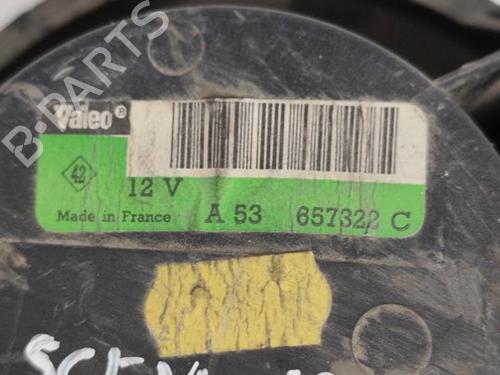 B-PARTS
Valeo®
42
12 V
Made in France A 53 657322 C